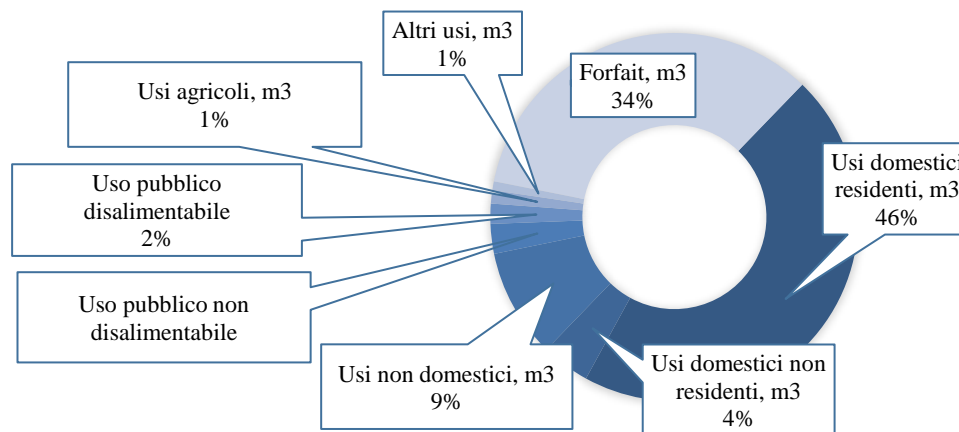 Altri usi, m3
1%
Forfait, m3
34%
Usi agricoli, m3
1%
Usi domestici
residenti, m3
46%
Uso pubblico
disalimentabile
2%
Uso pubblico non
disalimentabile
Usi non domestici, m3
9%
Usi domestici non
residenti, m3
4%